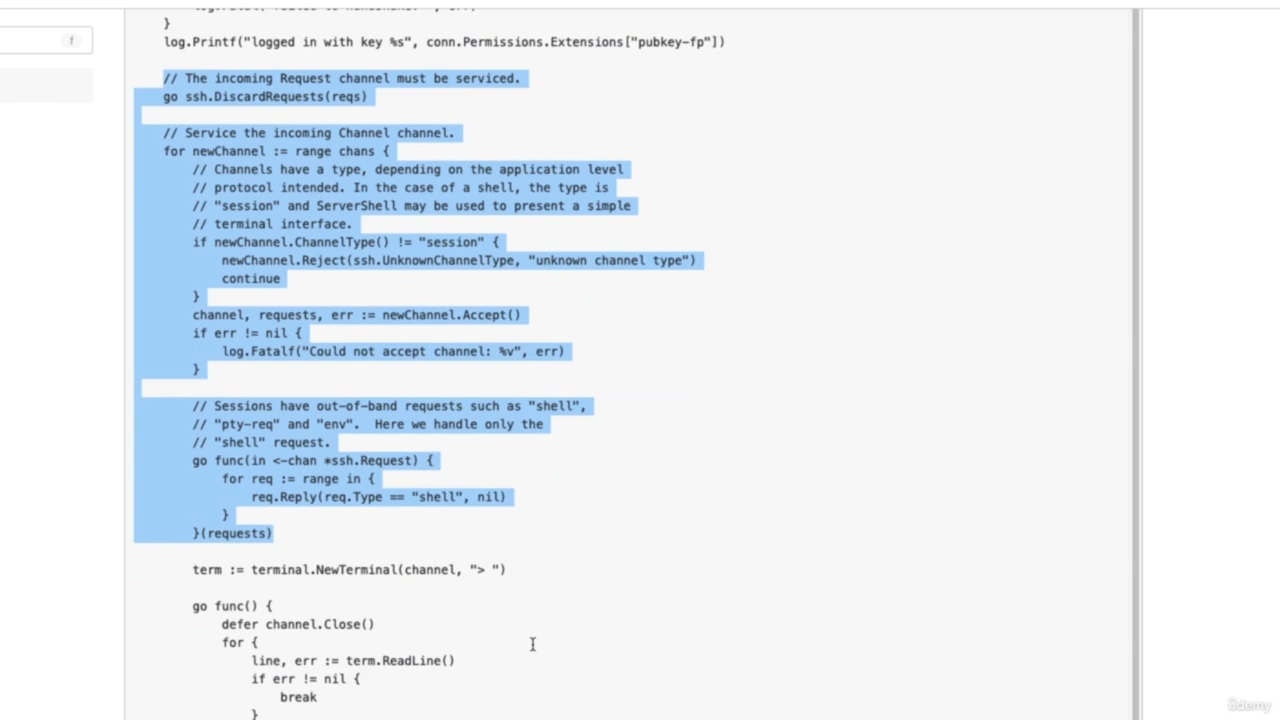 f
}
log.Printf("logged in with key %s", conn.Permissions.Extensions["pubkey-fp"])
// The incoming Request channel must be serviced.
go ssh.DiscardRequests(reqs)
// Service the incoming Channel channel.
for newChannel := range chans {
// Channels have a type, depending on the application level
// protocol intended. In the case of a shell, the type is
// "session" and ServerShell may be used to present a simple
// terminal interface.
if newChannel.ChannelType() != "session" {
newChannel.Reject(ssh.UnknownChannelType, "unknown channel type")
continue
}
channel, requests, err := newChannel.Accept()
if err != nil {
log.Fatalf("Could not accept channel: %v", err)
}
// Sessions have out-of-band requests such as "shell",
// "pty-req" and "env".  Here we handle only the
// "shell" request.
go func(in <-chan *ssh.Request) {
for req := range in {
req.Reply(req.Type == "shell", nil)
}
}(requests)
term := terminal.NewTerminal(channel, "> ")
go func() {
defer channel.Close()
for {
line, err := term.ReadLine()
if err != nil {
break
}
ûdemy